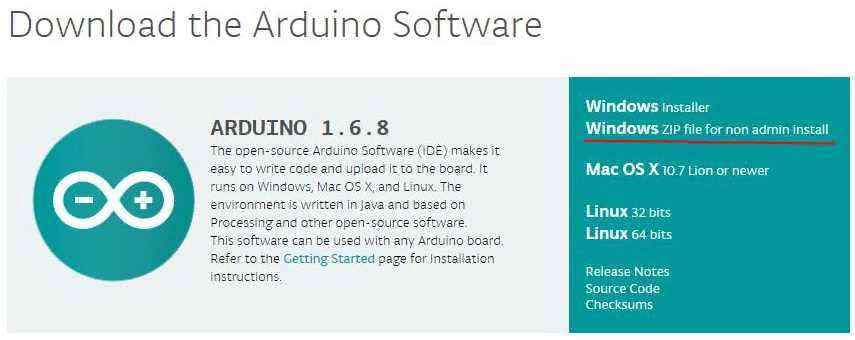 Download the Arduino Software
ARDUINO 1.6.8
The open-source Arduino Software (IDE) makes it
easy to write code and upload it to the board. It
runs on Windows, Mac OS X, and Linux. The
environment is written in Java and based on
Processing and other open-source software.
This software can be used with any Arduino board.
Refer to the Getting Started page for Installation
instructions.
Windows Installer
Windows ZIP file for non admin install
Mac OS X 10.7 Lion or newer
Linux 32 bits
Linux 64 bits
Release Notes
Source Code
Checksums